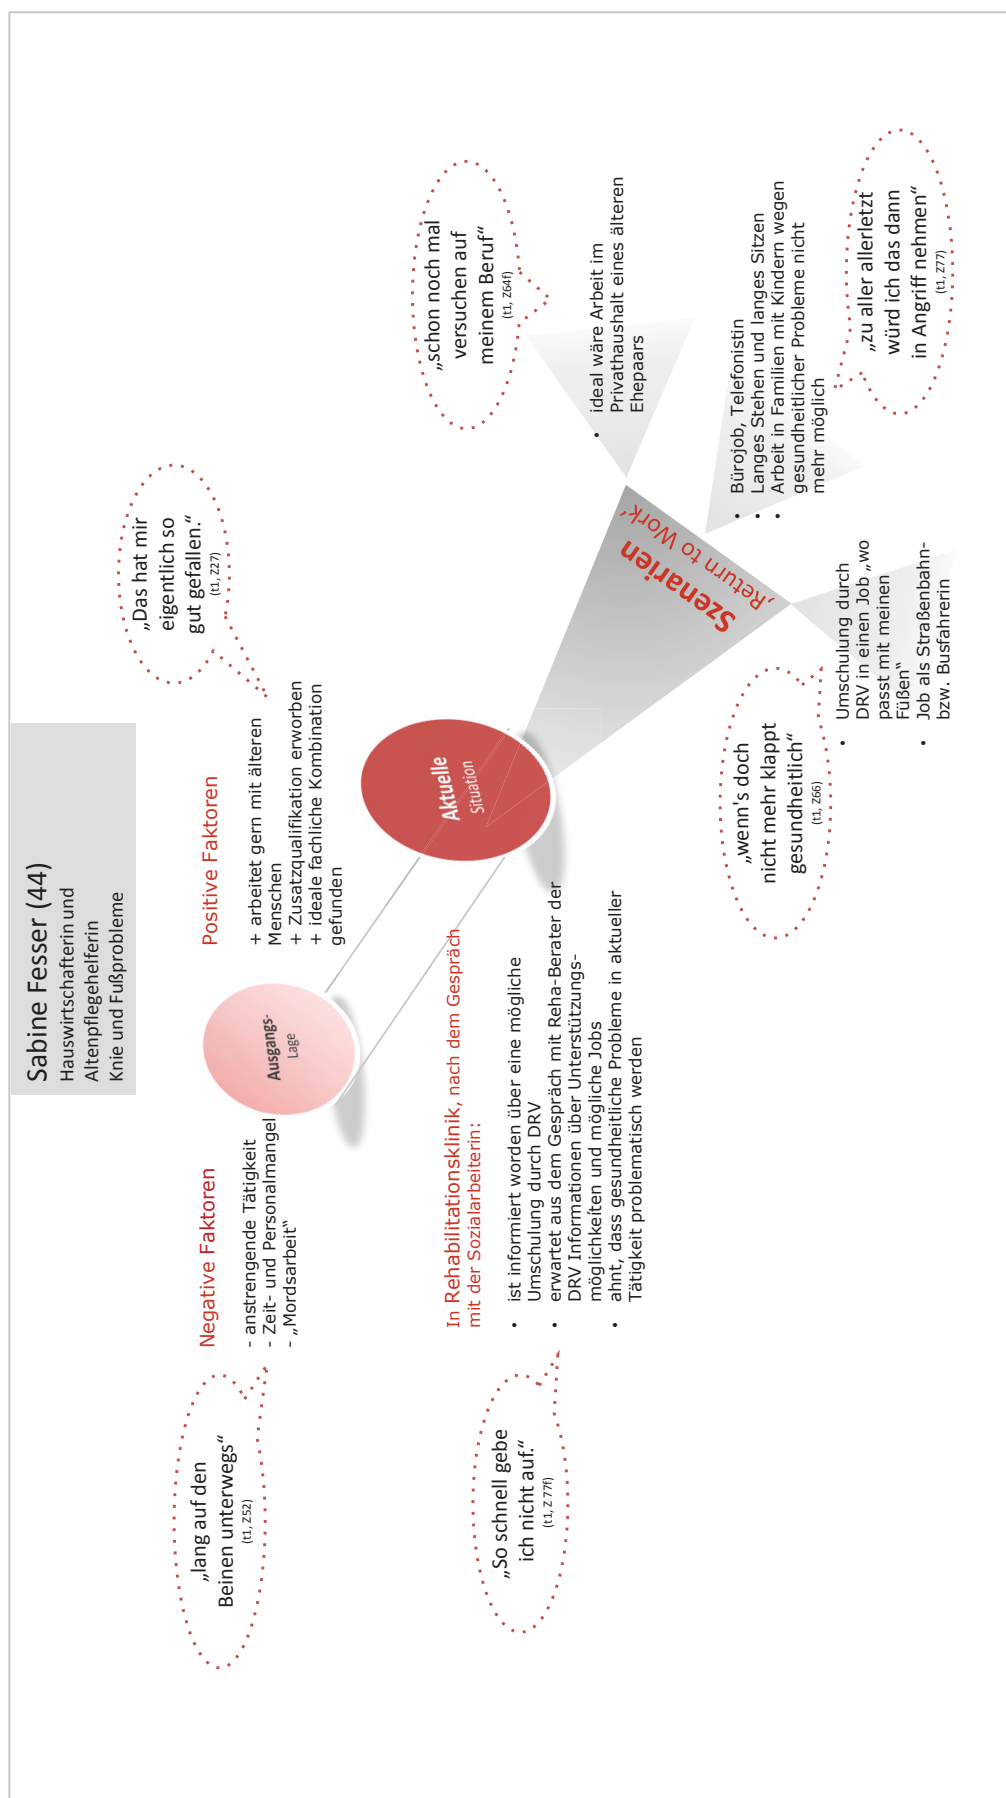 Sabine Fesser (44)
Hauswirtschafterin und
Altenpflegehelferin
Knie und Fußprobleme
Negative Faktoren
- anstrengende Tätigkeit
- Zeit- und Personalmangel
- „Mordsarbeit“
„lang auf den
Beinen unterwegs“
(t1, Z52)
Ausgangs-
Lage
Positive Faktoren
+ arbeitet gern mit älteren
Menschen
+ Zusatzqualifikation erworben
+ ideale fachliche Kombination
gefunden
„Das hat mir
eigentlich so
gut gefallen.“
(t1, Z27)
In Rehabilitationsklinik, nach dem Gespräch
mit der Sozialarbeiterin:
• ist informiert worden über eine mögliche
Umschulung durch DRV
• erwartet aus dem Gespräch mit Reha-Berater der
DRV Informationen über Unterstützungs-
möglichkeiten und mögliche Jobs
• ahnt, dass gesundheitliche Probleme in aktueller
Tätigkeit problematisch werden
„So schnell gebe
ich nicht auf.“
(t1, Z 77f)
Aktuelle
Situation
Szenarien
‚Return to Work‘
„schon noch mal
versuchen auf
meinem Beruf“
(t1, Z64f)
• ideal wäre Arbeit im
Privathaushalt eines älteren
Ehepaars
• Bürojob, Telefonistin
• Langes Stehen und langes Sitzen
• Arbeit in Familien mit Kindern wegen
gesundheitlicher Probleme nicht
mehr möglich
„zu aller allerletzt
würd ich das dann
in Angriff nehmen“
(t1, Z77)
„wenn's doch
nicht mehr klappt
gesundheitlich“
(t1, Z66)
• Umschulung durch
DRV in einen Job „wo
passt mit meinen
Füßen“
• Job als Straßenbahn-
bzw. Busfahrerin